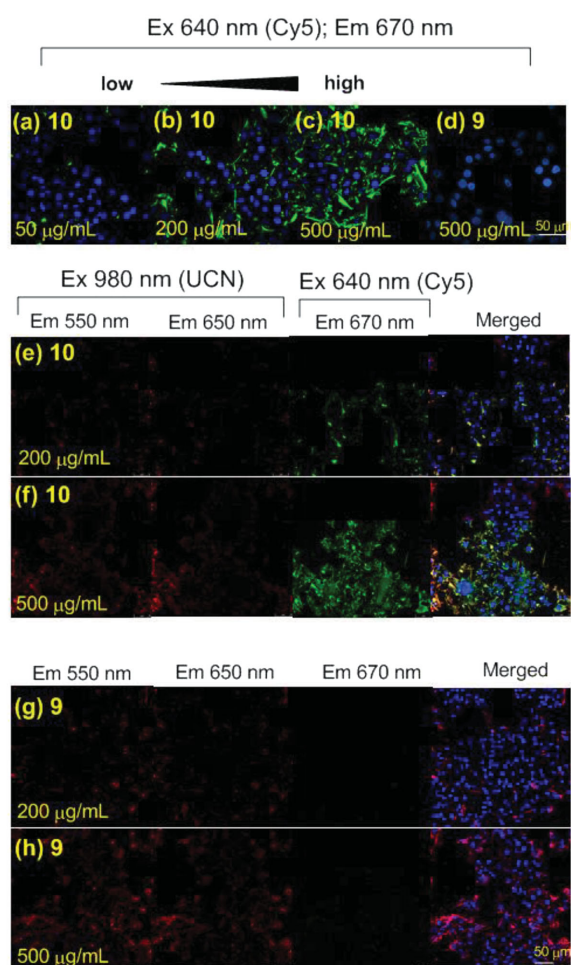 Ex 640 nm (Cy5); Em 670 nm
low high
(a) 10 (b) 10 (c) 10 (d) 9
50 μg/mL 200 μg/mL 500 μg/mL 500 μg/mL 50 μm
Ex 980 nm (UCN) Ex 640 nm (Cy5)
Em 550 nm Em 650 nm Em 670 nm Merged
(e) 10
200 μg/mL
(f) 10
500 μg/mL
Em 550 nm Em 650 nm Em 670 nm Merged
(g) 9
200 μg/mL
(h) 9
500 μg/mL 50 μm